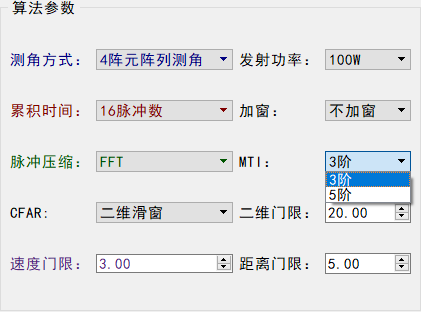 算法参数
测角方式： 4阵元阵列测角 发射功率： 100W
累积时间： 16脉冲数 加窗： 不加窗
脉冲压缩： FFT MTI： 3阶
3阶
5阶
CFAR: 二维滑窗 二维门限： 20.00
速度门限： 3.00 距离门限： 5.00